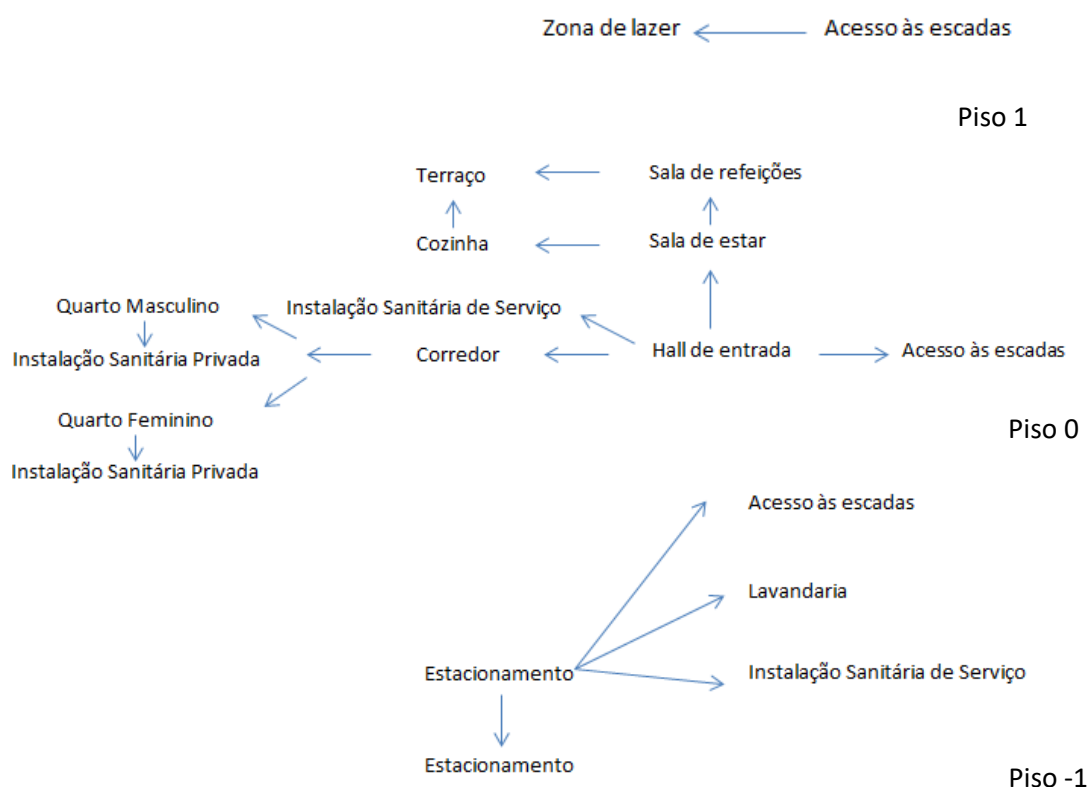 Zona de lazer
Acesso às escadas
Piso 1
Terraço
Sala de refeições
Cozinha
Sala de estar
Quarto Masculino
Instalação Sanitária de Serviço
Instalação Sanitária Privada
Corredor
Hall de entrada
Acesso às escadas
Quarto Feminino
Piso 0
Instalação Sanitária Privada
Acesso às escadas
Lavandaria
Estacionamento
Instalação Sanitária de Serviço
Estacionamento
Piso -1